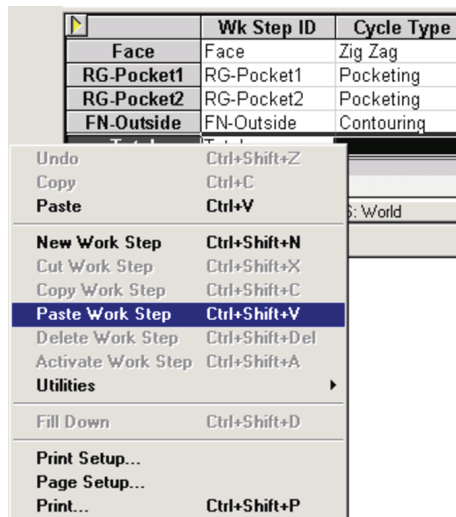 Wk Step ID Cycle Type
Face Face Zig Zag
RG-Pocket1 RG-Pocket1 Pocketing
RG-Pocket2 RG-Pocket2 Pocketing
FN-Outside FN-Outside Contouring
Undo Ctrl+Shift+Z
Copy Ctrl+C
Paste Ctrl+V
: World
New Work Step Ctrl+Shift+N
Cut Work Step Ctrl+Shift+X
Copy Work Step Ctrl+Shift+C
Paste Work Step Ctrl+Shift+V
Delete Work Step Ctrl+Shift+Del
Activate Work Step Ctrl+Shift+A
Utilities
Fill Down Ctrl+Shift+D
Print Setup...
Page Setup...
Print... Ctrl+Shift+P